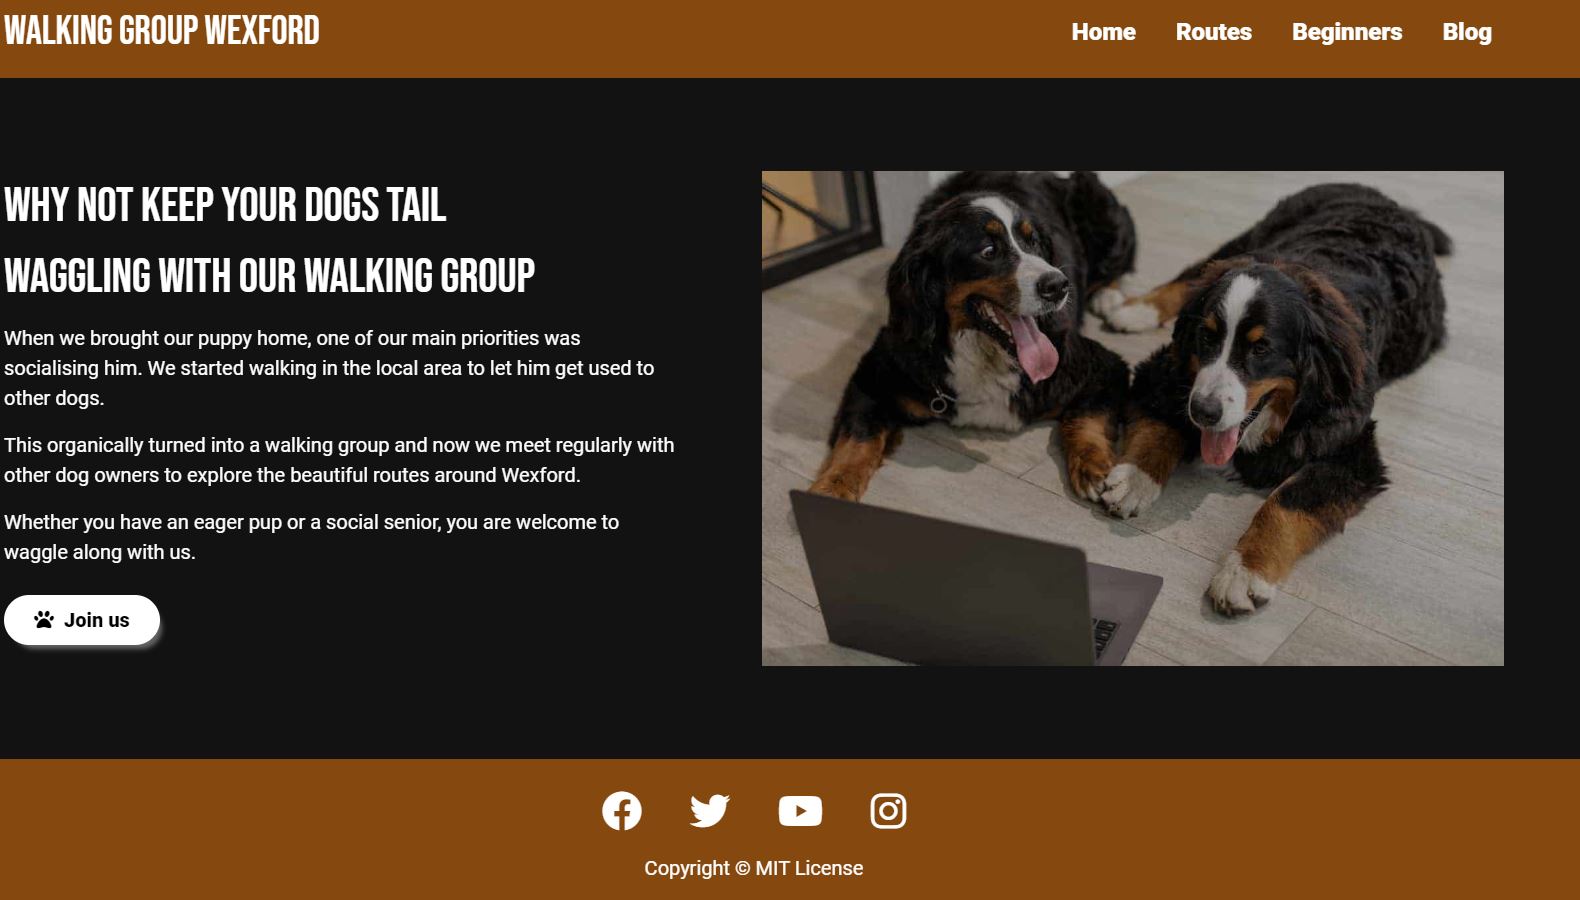 WALKING GROUP WEXFORD
Home Routes Beginners Blog
WHY NOT KEEP YOUR DOGS TAIL
WAGGLING WITH OUR WALKING GROUP
When we brought our puppy home, one of our main priorities was
socialising him. We started walking in the local area to let him get used to
other dogs.
This organically turned into a walking group and now we meet regularly with
other dog owners to explore the beautiful routes around Wexford.
Whether you have an eager pup or a social senior, you are welcome to
waggle along with us.
Join us
Copyright © MIT License